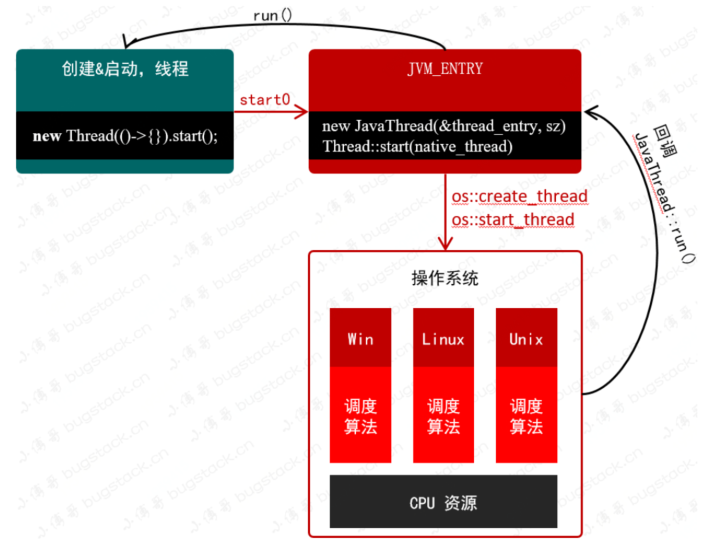 run()
创建&启动，线程
new Thread(()->{}).start();
start0
JVM_ENTRY
new JavaThread(&thread_entry, sz)
Thread::start(native_thread)
os::create_thread
os::start_thread
回调
JavaThread::run()
操作系统
Win
Linux
Unix
调度
算法
调度
算法
调度
算法
CPU 资源
小傅哥 bugstack.cn